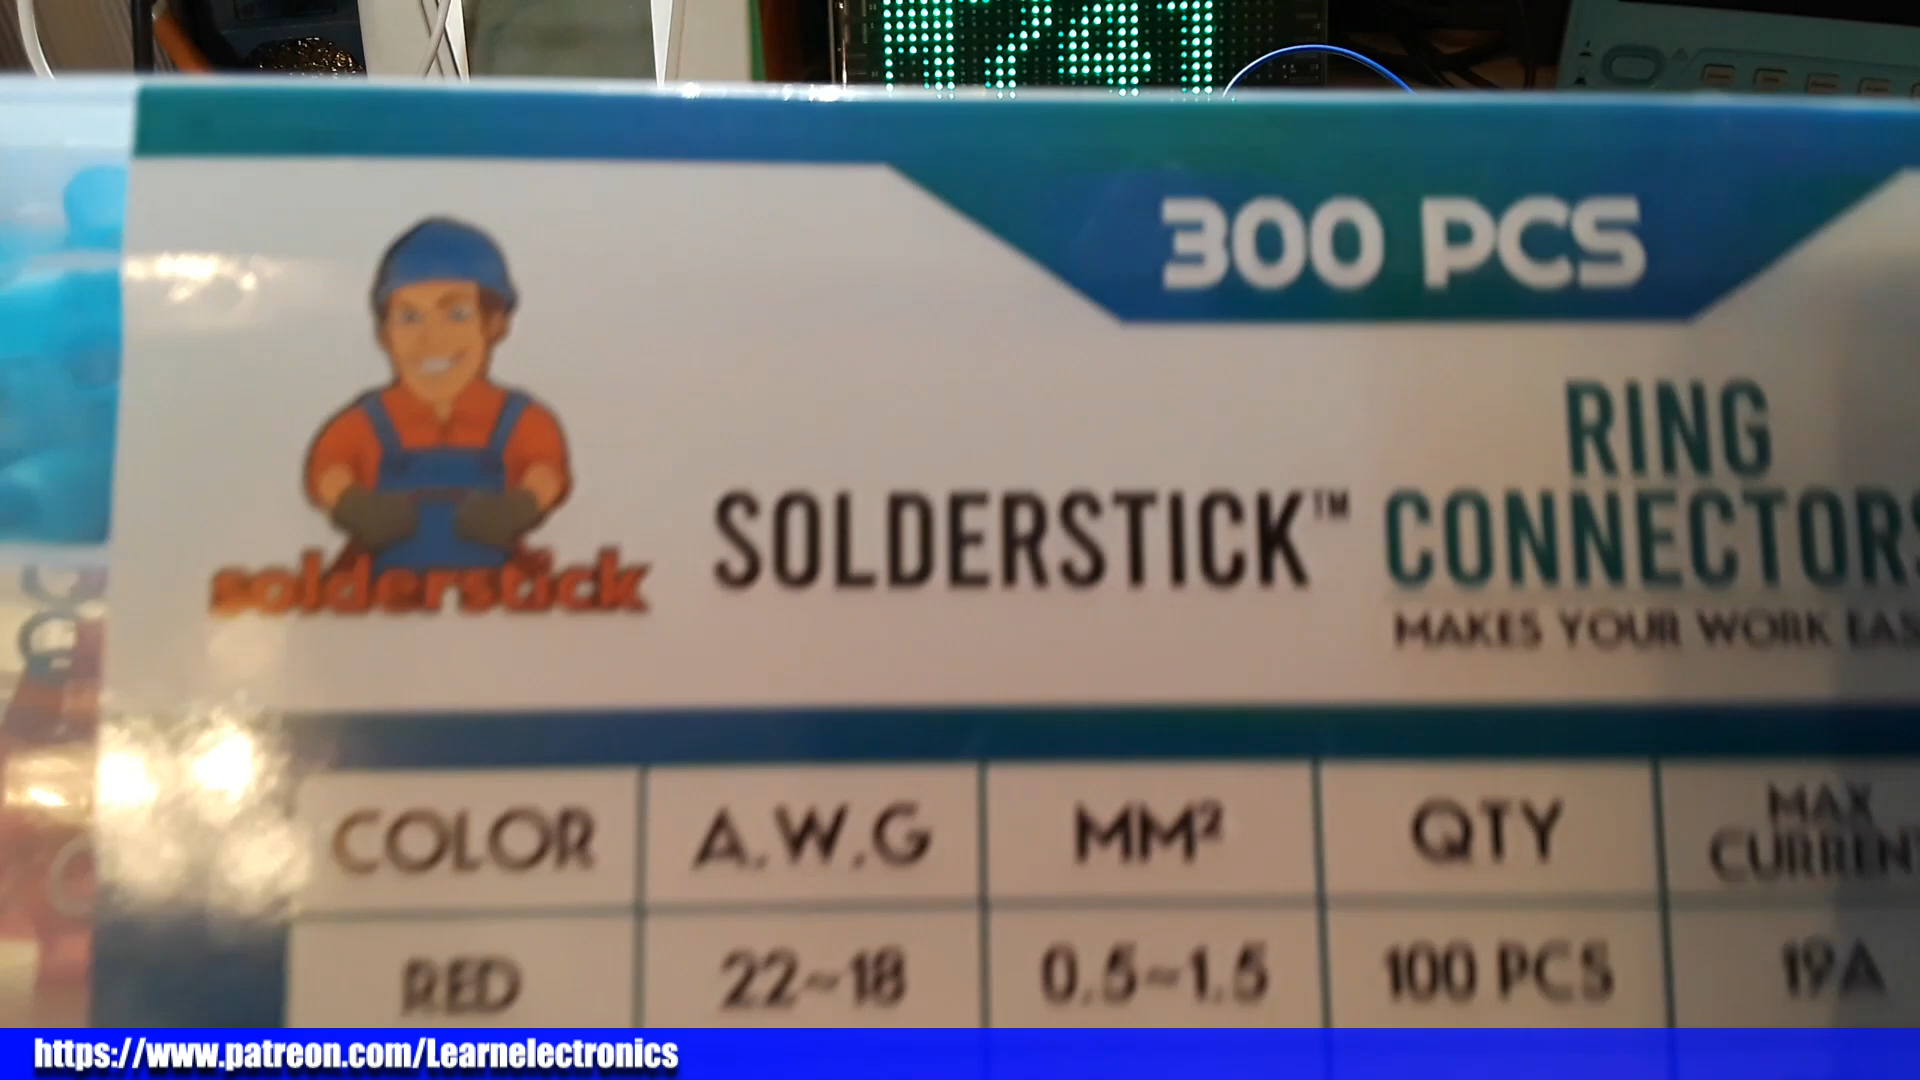 300 PCS
RING
SOLDERSTICK™ CONNECTORS
MAKES YOUR WORK
solderstick
COLOR A.W.G MM² QTY MAX CURRENT
RED 22~18 0.5~1.5 100 PCS 19A
https://www.patreon.com/Learnelectronics